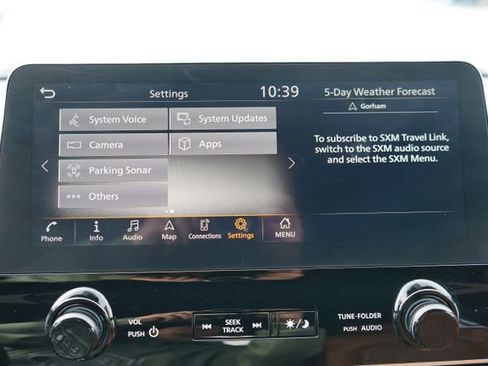 Settings
10:39
System Voice
System Updates
Camera
Apps
Parking Sonar
Others
Phone
Info
Audio
Map
Connections
Settings
MENU
5-Day Weather Forecast
Gorham
To subscribe to SXM Travel Link,
switch to the SXM audio source
and select the SXM Menu.
VOL
PUSH
SEEK
TRACK
TUNE·FOLDER
PUSH AUDIO